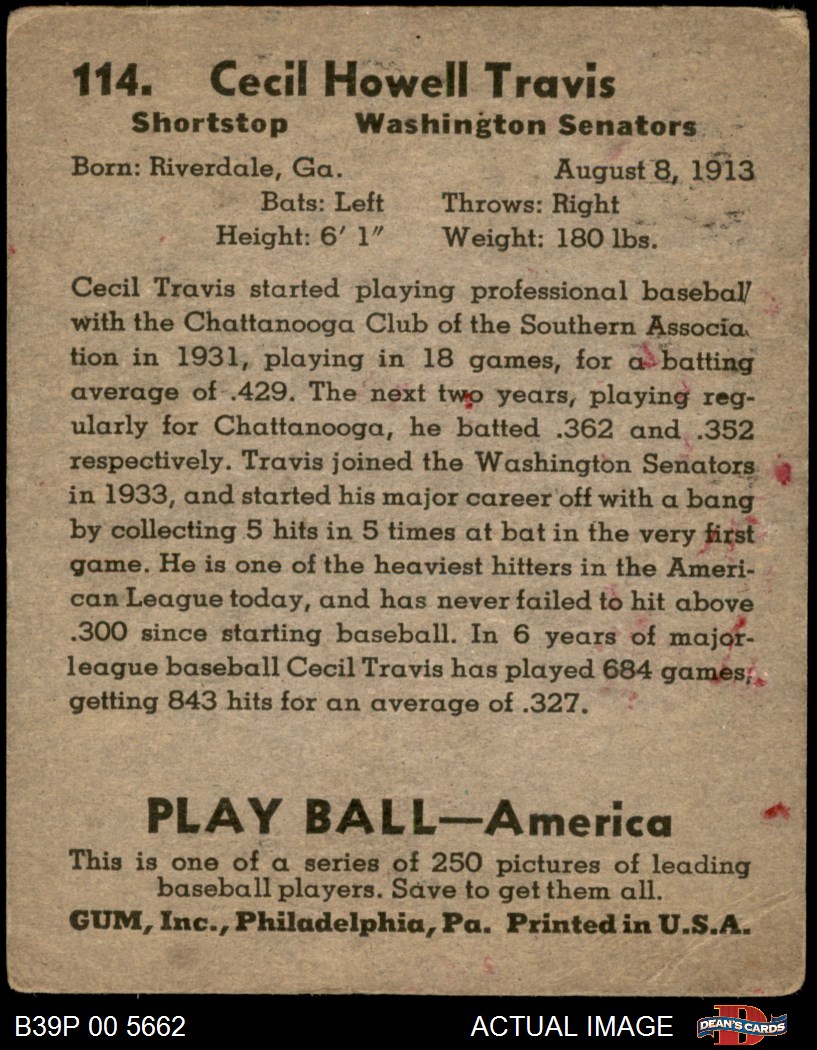 114. Cecil Howell Travis
Shortstop Washington Senators
Born: Riverdale, Ga. August 8, 1913
Bats: Left Throws: Right
Height: 6' 1" Weight: 180 lbs.
Cecil Travis started playing professional baseball
with the Chattanooga Club of the Southern Associa-
tion in 1931, playing in 18 games, for a batting
average of .429. The next two years, playing reg-
ularly for Chattanooga, he batted .362 and .352
respectively. Travis joined the Washington Senators
in 1933, and started his major career off with a bang
by collecting 5 hits in 5 times at bat in the very first
game. He is one of the heaviest hitters in the Ameri-
can League today, and has never failed to hit above
.300 since starting baseball. In 6 years of major-
league baseball Cecil Travis has played 684 games,
getting 843 hits for an average of .327.
PLAY BALL—America
This is one of a series of 250 pictures of leading
baseball players. Save to get them all.
GUM, Inc., Philadelphia, Pa. Printed in U.S.A.
B39P 00 5662 ACTUAL IMAGE D DEAN'S CARDS